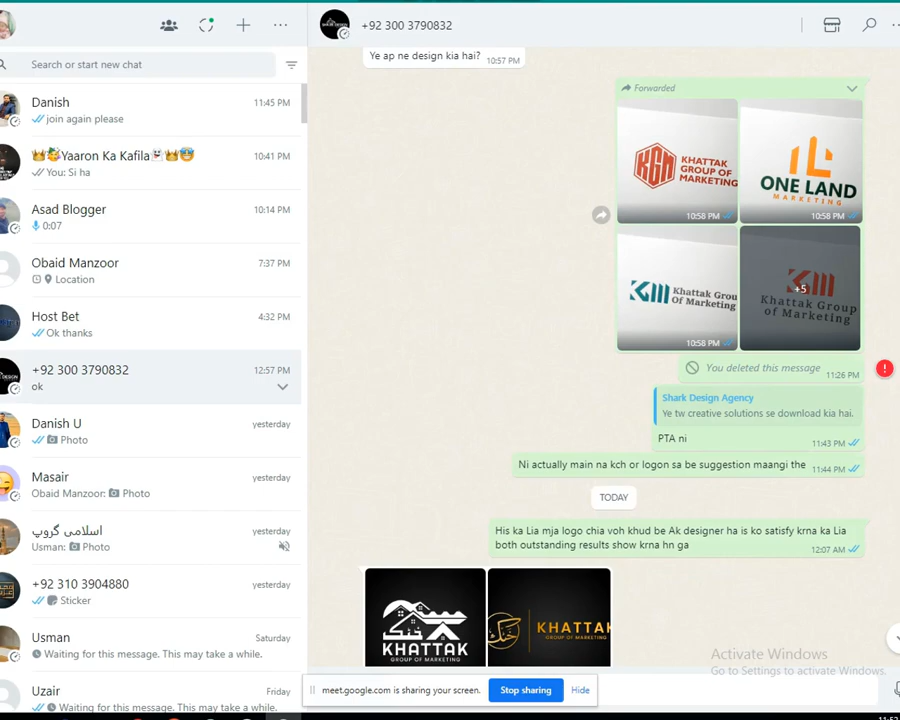 +92 300 3790832
Search or start new chat
Danish
11:45 PM
join again please
Yaaron Ka Kafila
10:41 PM
You: Si ha
Asad Blogger
10:14 PM
0:07
Obaid Manzoor
7:37 PM
Location
Host Bet
4:32 PM
Ok thanks
+92 300 3790832
12:57 PM
ok
Danish U
yesterday
Photo
Masair
yesterday
Obaid Manzoor: Photo
اسلامی گروپ
yesterday
Usman: Photo
+92 310 3904880
yesterday
Sticker
Usman
Saturday
Waiting for this message. This may take a while.
Uzair
Friday
Waiting for this message. This may take a while.
Ye ap ne design kia hai?
10:57 PM
Forwarded
KGM
KHATTAK
GROUP OF
MARKETING
10:58 PM
ONE LAND
MARKETING
10:58 PM
Khattak Grou
Of Marketing
10:58 PM
+5
Khattak Group
of Marketing
You deleted this message
11:26 PM
Shark Design Agency
Ye tw creative solutions se download kia hai.
PTA ni
11:43 PM
Ni actually main na kch or logon sa be suggestion maangi the
11:44 PM
TODAY
His ka Lia mja logo chia voh khud be Ak designer ha is ko satisfy krna ka Lia
both outstanding results show krna hn ga
12:07 AM
خٹک
KHATTAK
GROUP OF MARKETING
خٹک
KHATTA
GROUP OF MARKETING
Activate Windows
Go to Settings to activate Windows.
meet.google.com is sharing your screen.
Stop sharing
Hide